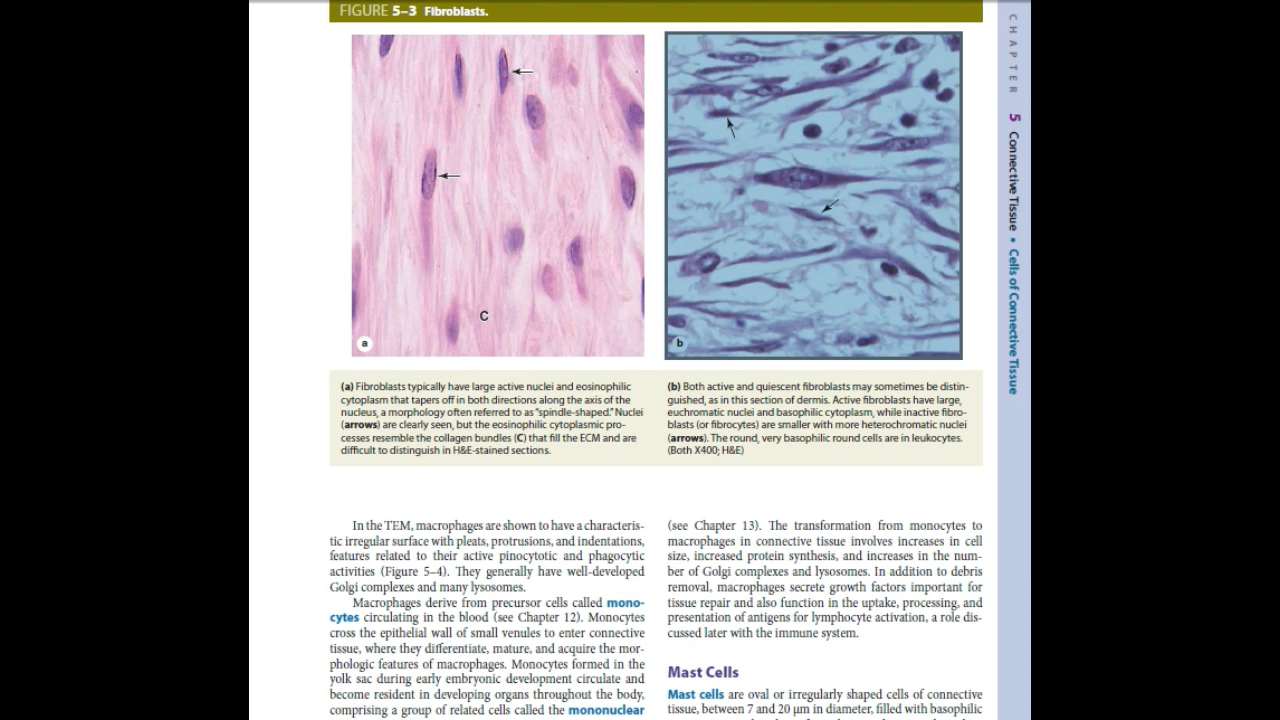 FIGURE 5–3 Fibroblasts.
C
a
b
(a) Fibroblasts typically have large active nuclei and eosinophilic
cytoplasm that tapers off in both directions along the axis of the
nucleus, a morphology often referred to as "spindle-shaped." Nuclei
(arrows) are clearly seen, but the eosinophilic cytoplasmic pro-
cesses resemble the collagen bundles (C) that fill the ECM and are
difficult to distinguish in H&E-stained sections.
(b) Both active and quiescent fibroblasts may sometimes be distin-
guished, as in this section of dermis. Active fibroblasts have large,
euchromatic nuclei and basophilic cytoplasm, while inactive fibro-
blasts (or fibrocytes) are smaller with more heterochromatic nuclei
(arrows). The round, very basophilic round cells are in leukocytes.
(Both X400; H&E)
In the TEM, macrophages are shown to have a characteris-
tic irregular surface with pleats, protrusions, and indentations,
features related to their active pinocytotic and phagocytic
activities (Figure 5–4). They generally have well-developed
Golgi complexes and many lysosomes.
Macrophages derive from precursor cells called mono-
cytes circulating in the blood (see Chapter 12). Monocytes
cross the epithelial wall of small venules to enter connective
tissue, where they differentiate, mature, and acquire the mor-
phologic features of macrophages. Monocytes formed in the
yolk sac during early embryonic development circulate and
become resident in developing organs throughout the body,
comprising a group of related cells called the mononuclear
(see Chapter 13). The transformation from monocytes to
macrophages in connective tissue involves increases in cell
size, increased protein synthesis, and increases in the num-
ber of Golgi complexes and lysosomes. In addition to debris
removal, macrophages secrete growth factors important for
tissue repair and also function in the uptake, processing, and
presentation of antigens for lymphocyte activation, a role dis-
cussed later with the immune system.
Mast Cells
Mast cells are oval or irregularly shaped cells of connective
tissue, between 7 and 20 μm in diameter, filled with basophilic
CHAPTER 5 Connective Tissue ▪ Cells of Connective Tissue